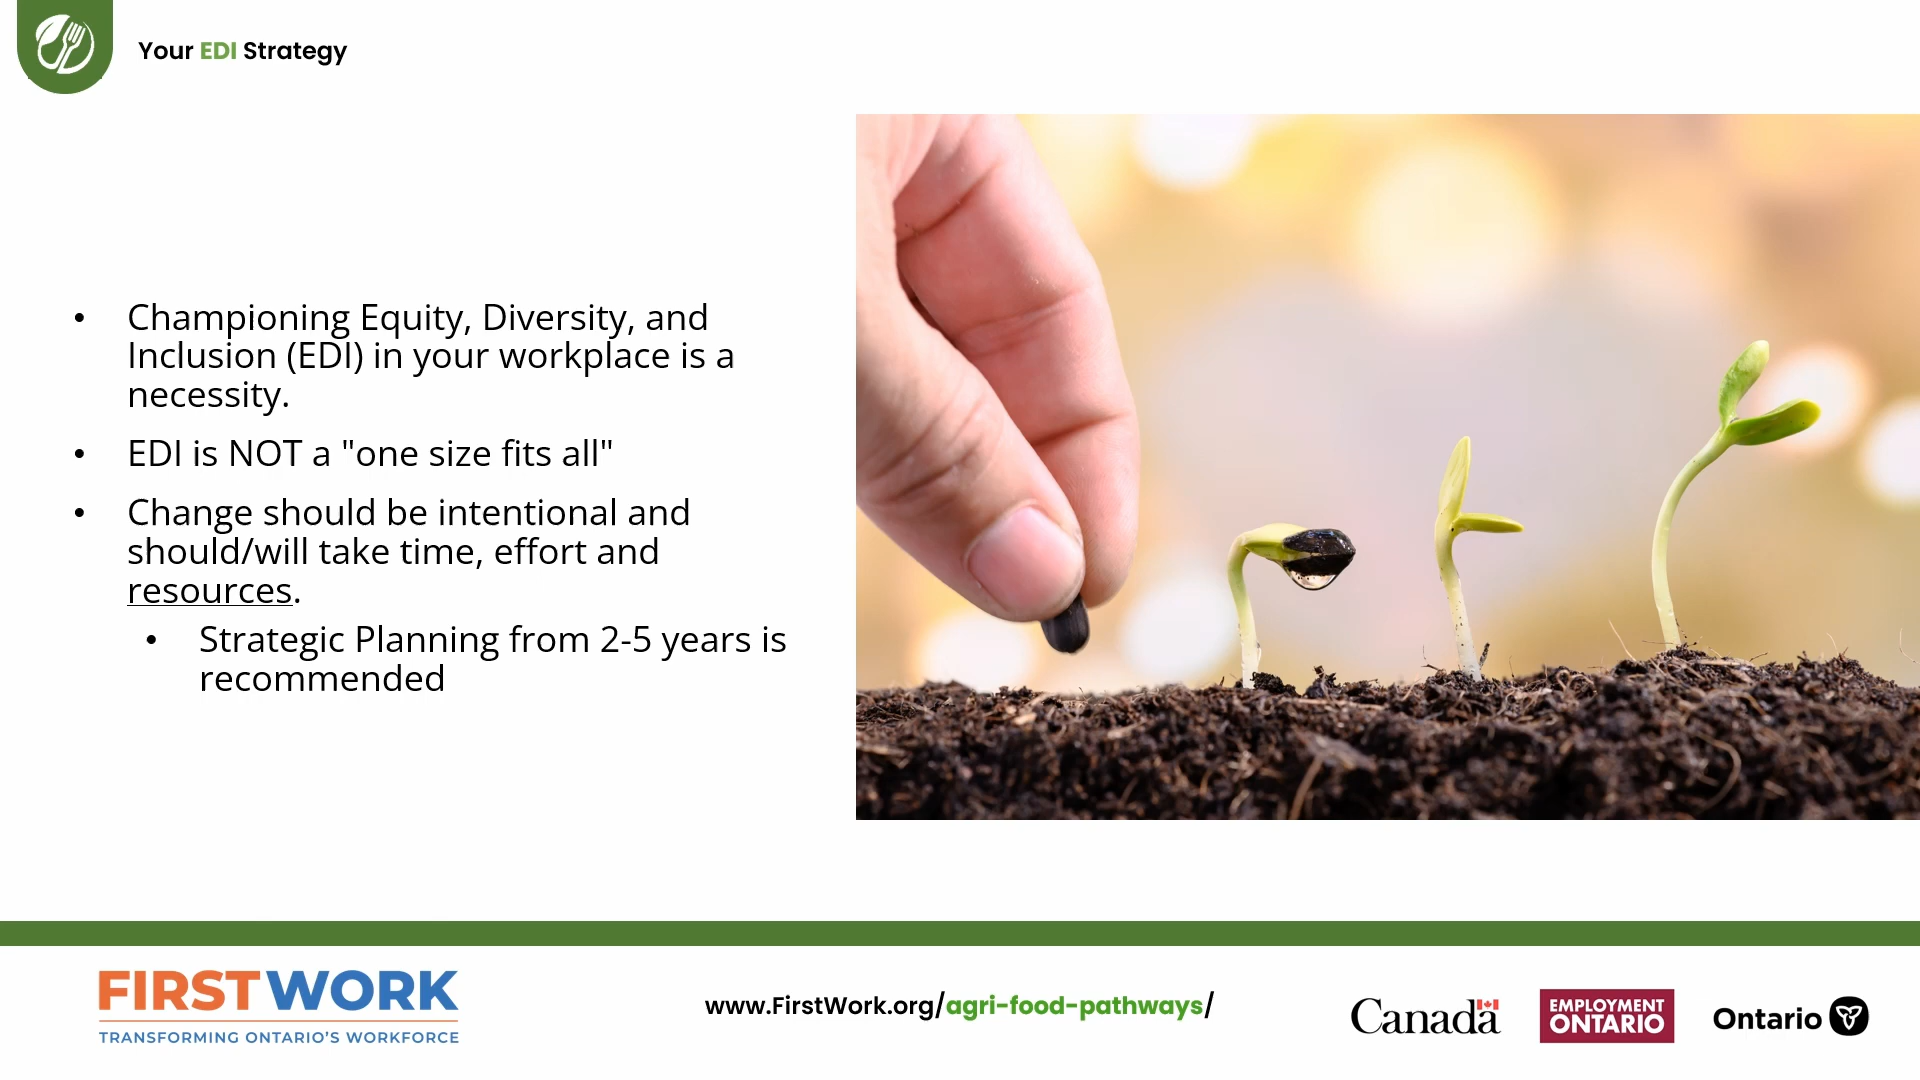 Your EDI Strategy
• Championing Equity, Diversity, and
Inclusion (EDI) in your workplace is a
necessity.
• EDI is NOT a "one size fits all"
• Change should be intentional and
should/will take time, effort and
resources.
• Strategic Planning from 2-5 years is
recommended
FIRSTWORK
TRANSFORMING ONTARIO'S WORKFORCE
www.FirstWork.org/agri-food-pathways/
Canada
EMPLOYMENT
ONTARIO
Ontario